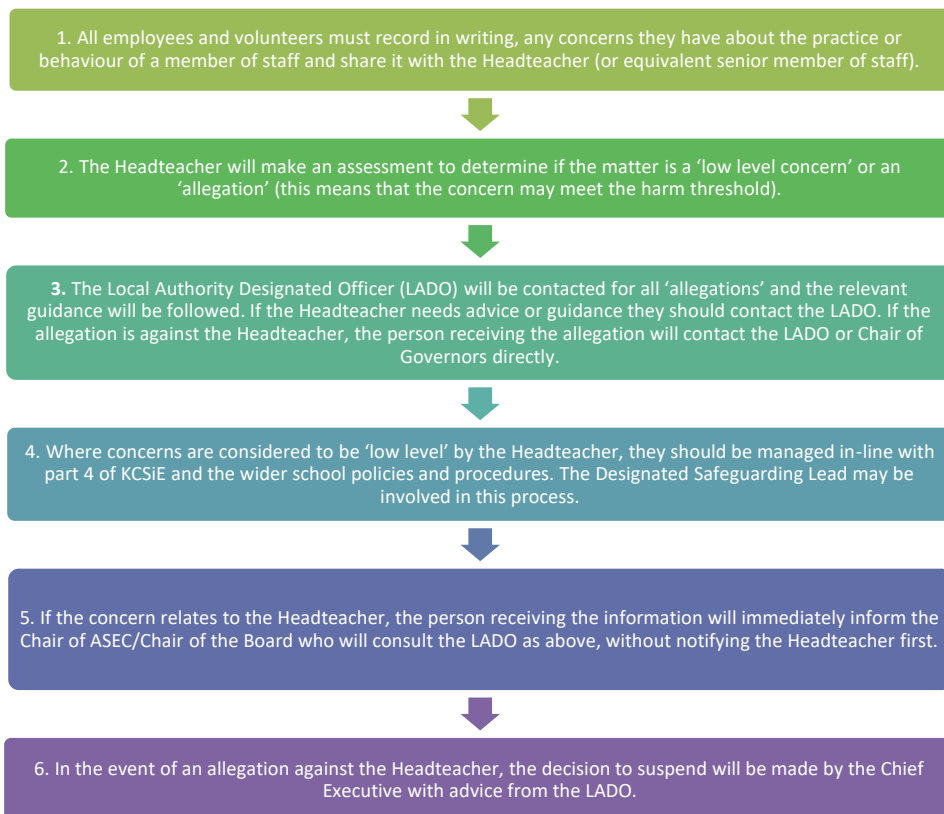 1. All employees and volunteers must record in writing, any concerns they have about the practice or
behaviour of a member of staff and share it with the Headteacher (or equivalent senior member of staff).
2. The Headteacher will make an assessment to determine if the matter is a ‘low level concern’ or an
‘allegation’ (this means that the concern may meet the harm threshold).
3. The Local Authority Designated Officer (LADO) will be contacted for all ‘allegations’ and the relevant
guidance will be followed. If the Headteacher needs advice or guidance they should contact the LADO. If the
allegation is against the Headteacher, the person receiving the allegation will contact the LADO or Chair of
Governors directly.
4. Where concerns are considered to be ‘low level’ by the Headteacher, they should be managed in-line with
part 4 of KCSiE and the wider school policies and procedures. The Designated Safeguarding Lead may be
involved in this process.
5. If the concern relates to the Headteacher, the person receiving the information will immediately inform the
Chair of ASEC/Chair of the Board who will consult the LADO as above, without notifying the Headteacher first.
6. In the event of an allegation against the Headteacher, the decision to suspend will be made by the Chief
Executive with advice from the LADO.